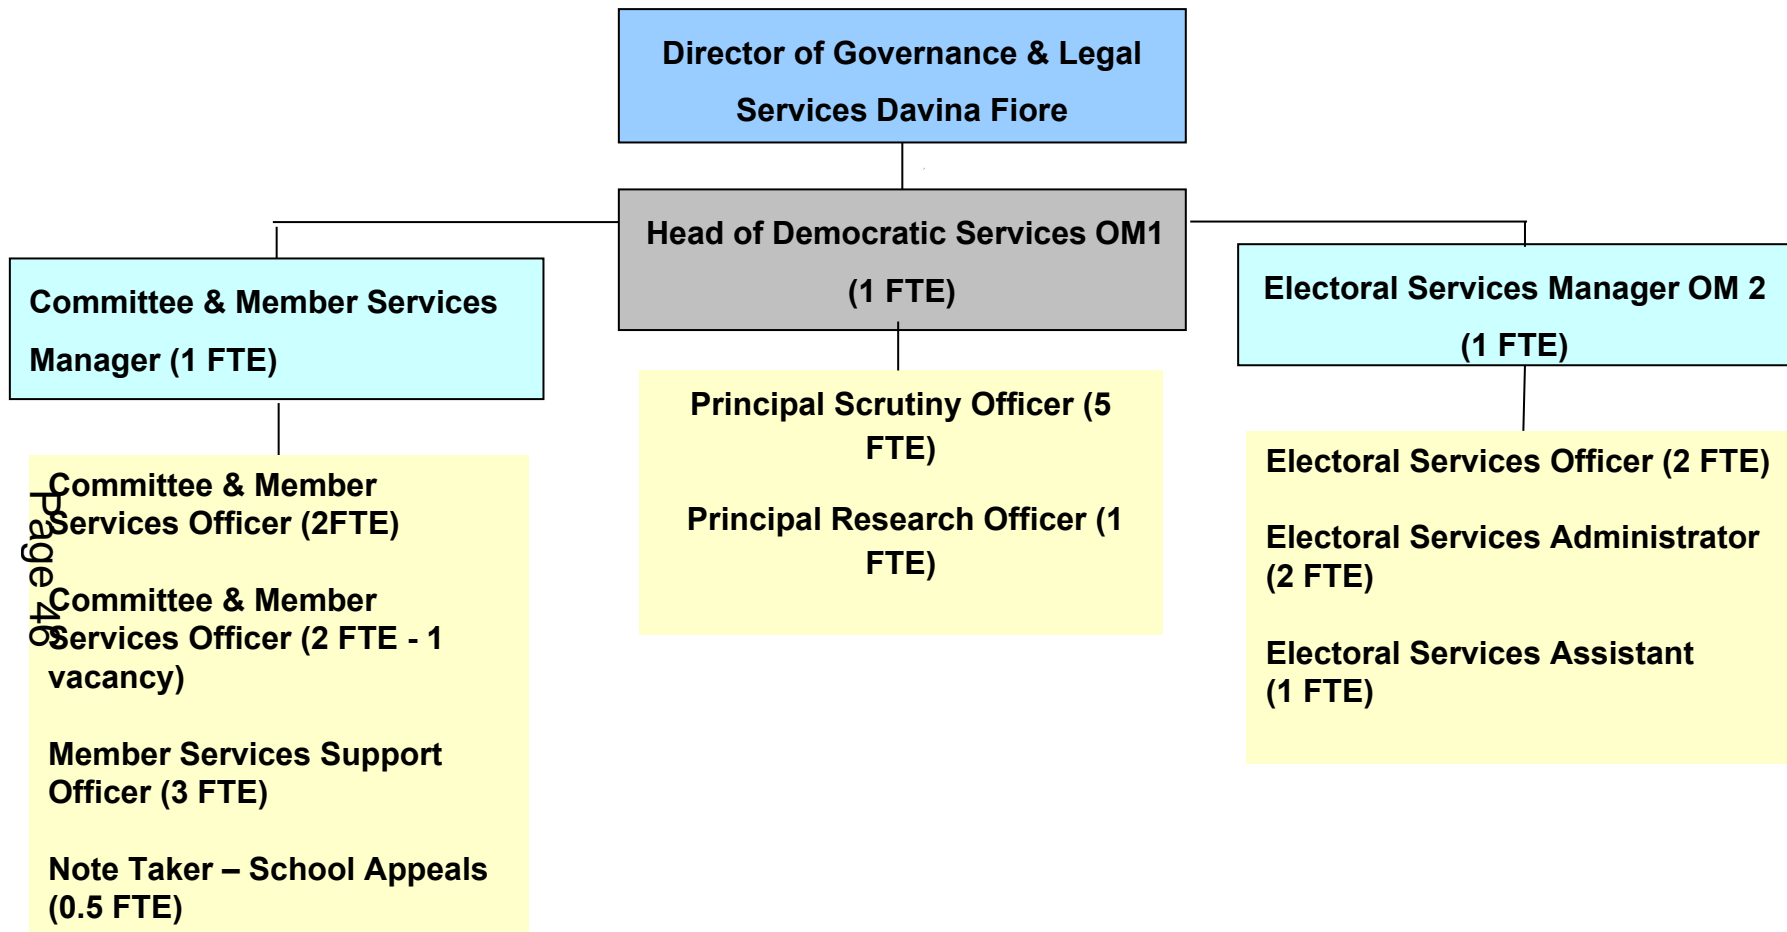 Director of Governance & Legal
Services Davina Fiore
Head of Democratic Services OM1
(1 FTE)
Committee & Member Services
Manager (1 FTE)
Electoral Services Manager OM 2
(1 FTE)
Committee & Member
Services Officer (2FTE)
Committee & Member
Services Officer (2 FTE - 1
vacancy)
Member Services Support
Officer (3 FTE)
Note Taker – School Appeals
(0.5 FTE)
Principal Scrutiny Officer (5
FTE)
Principal Research Officer (1
FTE)
Electoral Services Officer (2 FTE)
Electoral Services Administrator
(2 FTE)
Electoral Services Assistant
(1 FTE)
Page 46